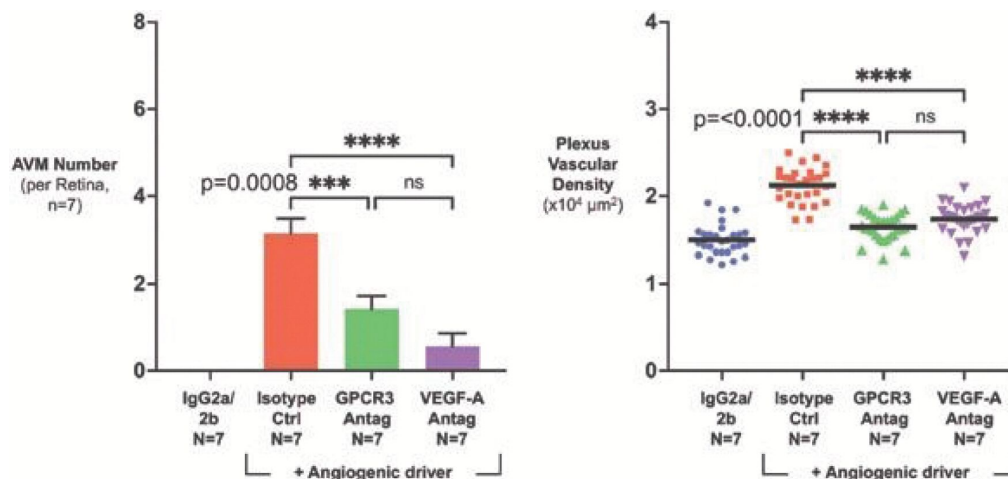 8
6
4
2
0
AVM Number
(per Retina,
n=7)
p=0.0008
****
***
ns
IgG2a/
2b
N=7
Isotype
Ctrl
N=7
GPCR3
Antag
N=7
VEGF-A
Antag
N=7
+ Angiogenic driver
4
3
2
1
0
Plexus
Vascular
Density
(x10⁴ µm²)
p=<0.0001
****
****
ns
IgG2a/
2b
N=7
Isotype
Ctrl
N=7
GPCR3
Antag
N=7
VEGF-A
Antag
N=7
+ Angiogenic driver